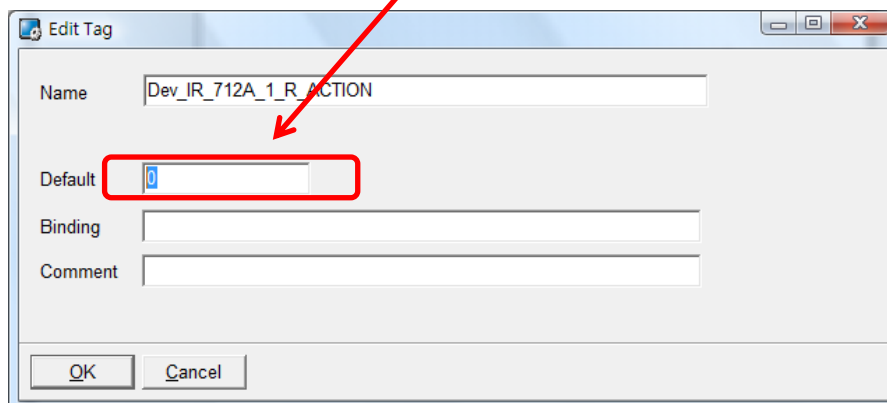 Edit Tag
Name Dev_IR_712A_1_R_ACTION
Default 0
Binding
Comment
OK Cancel